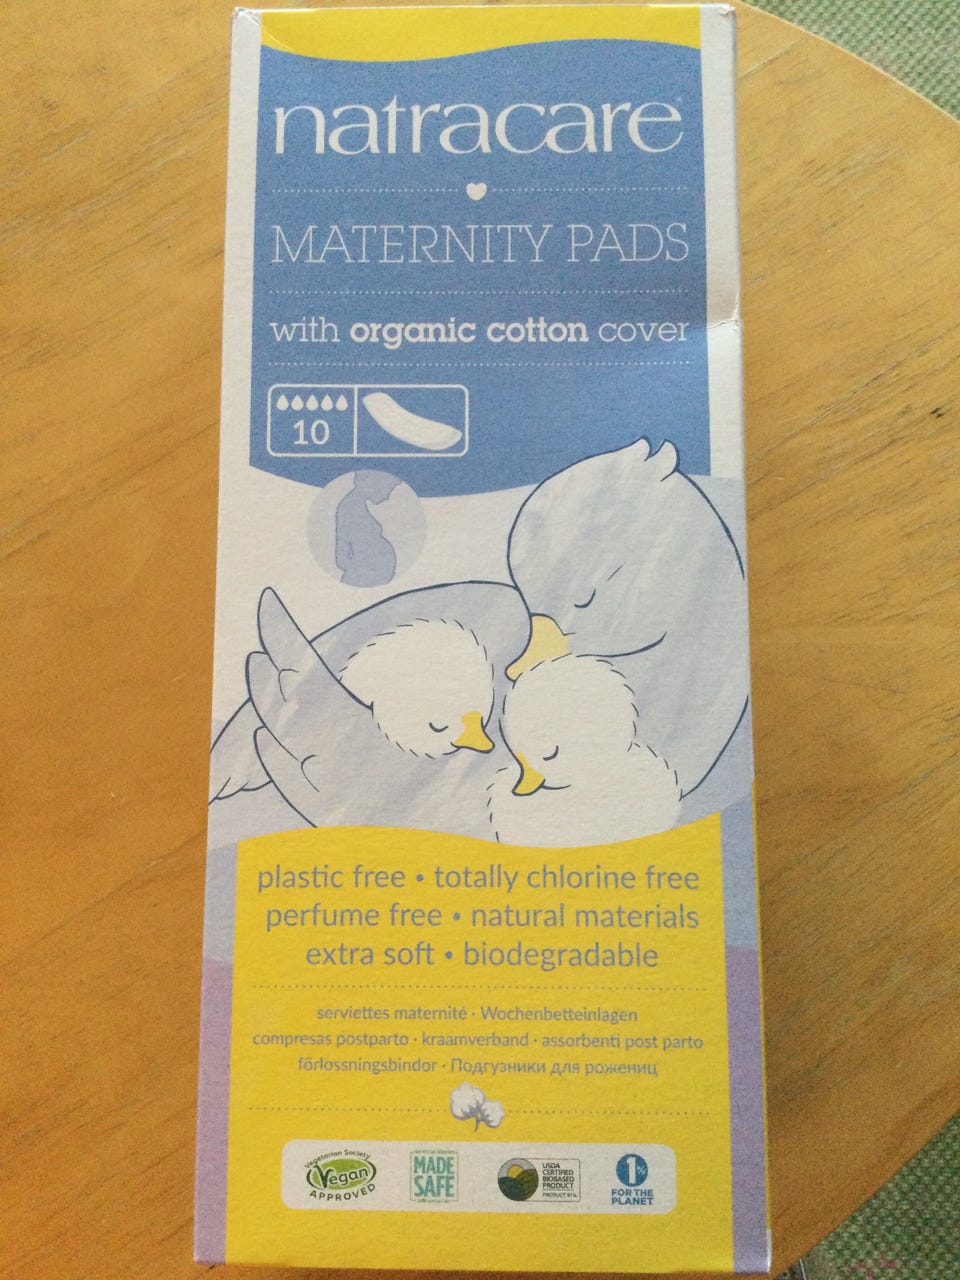 natracare
MATERNITY PADS
with organic cotton cover
10
plastic free • totally chlorine free
perfume free • natural materials
extra soft • biodegradable
serviettes maternité · Wochenbetteinlagen
compresas postparto · kraamverband · assorbenti post parto
förlossningsbindor · Подгузники для рожениц
Vegetarian Society
Vegan
APPROVED
MADE
SAFE
USDA
CERTIFIED
BIOBASED
PRODUCT
PRODUCT 91%
1%
FOR THE
PLANET